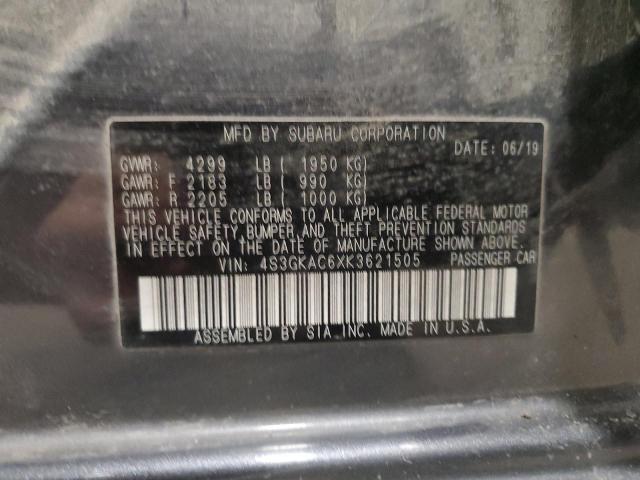 MFD BY SUBARU CORPORATION
DATE: 06/19
GVWR: 4299 LB ( 1950 KG)
GAWR: F 2183 LB ( 990 KG)
GAWR: R 2205 LB ( 1000 KG)
THIS VEHICLE CONFORMS TO ALL APPLICABLE FEDERAL MOTOR
VEHICLE SAFETY, BUMPER, AND THEFT PREVENTION STANDARDS
IN EFFECT ON THE DATE OF MANUFACTURE SHOWN ABOVE.
VIN: 4S3GKAC6XK3621505 PASSENGER CAR
ASSEMBLED BY SIA, INC. MADE IN U.S.A.